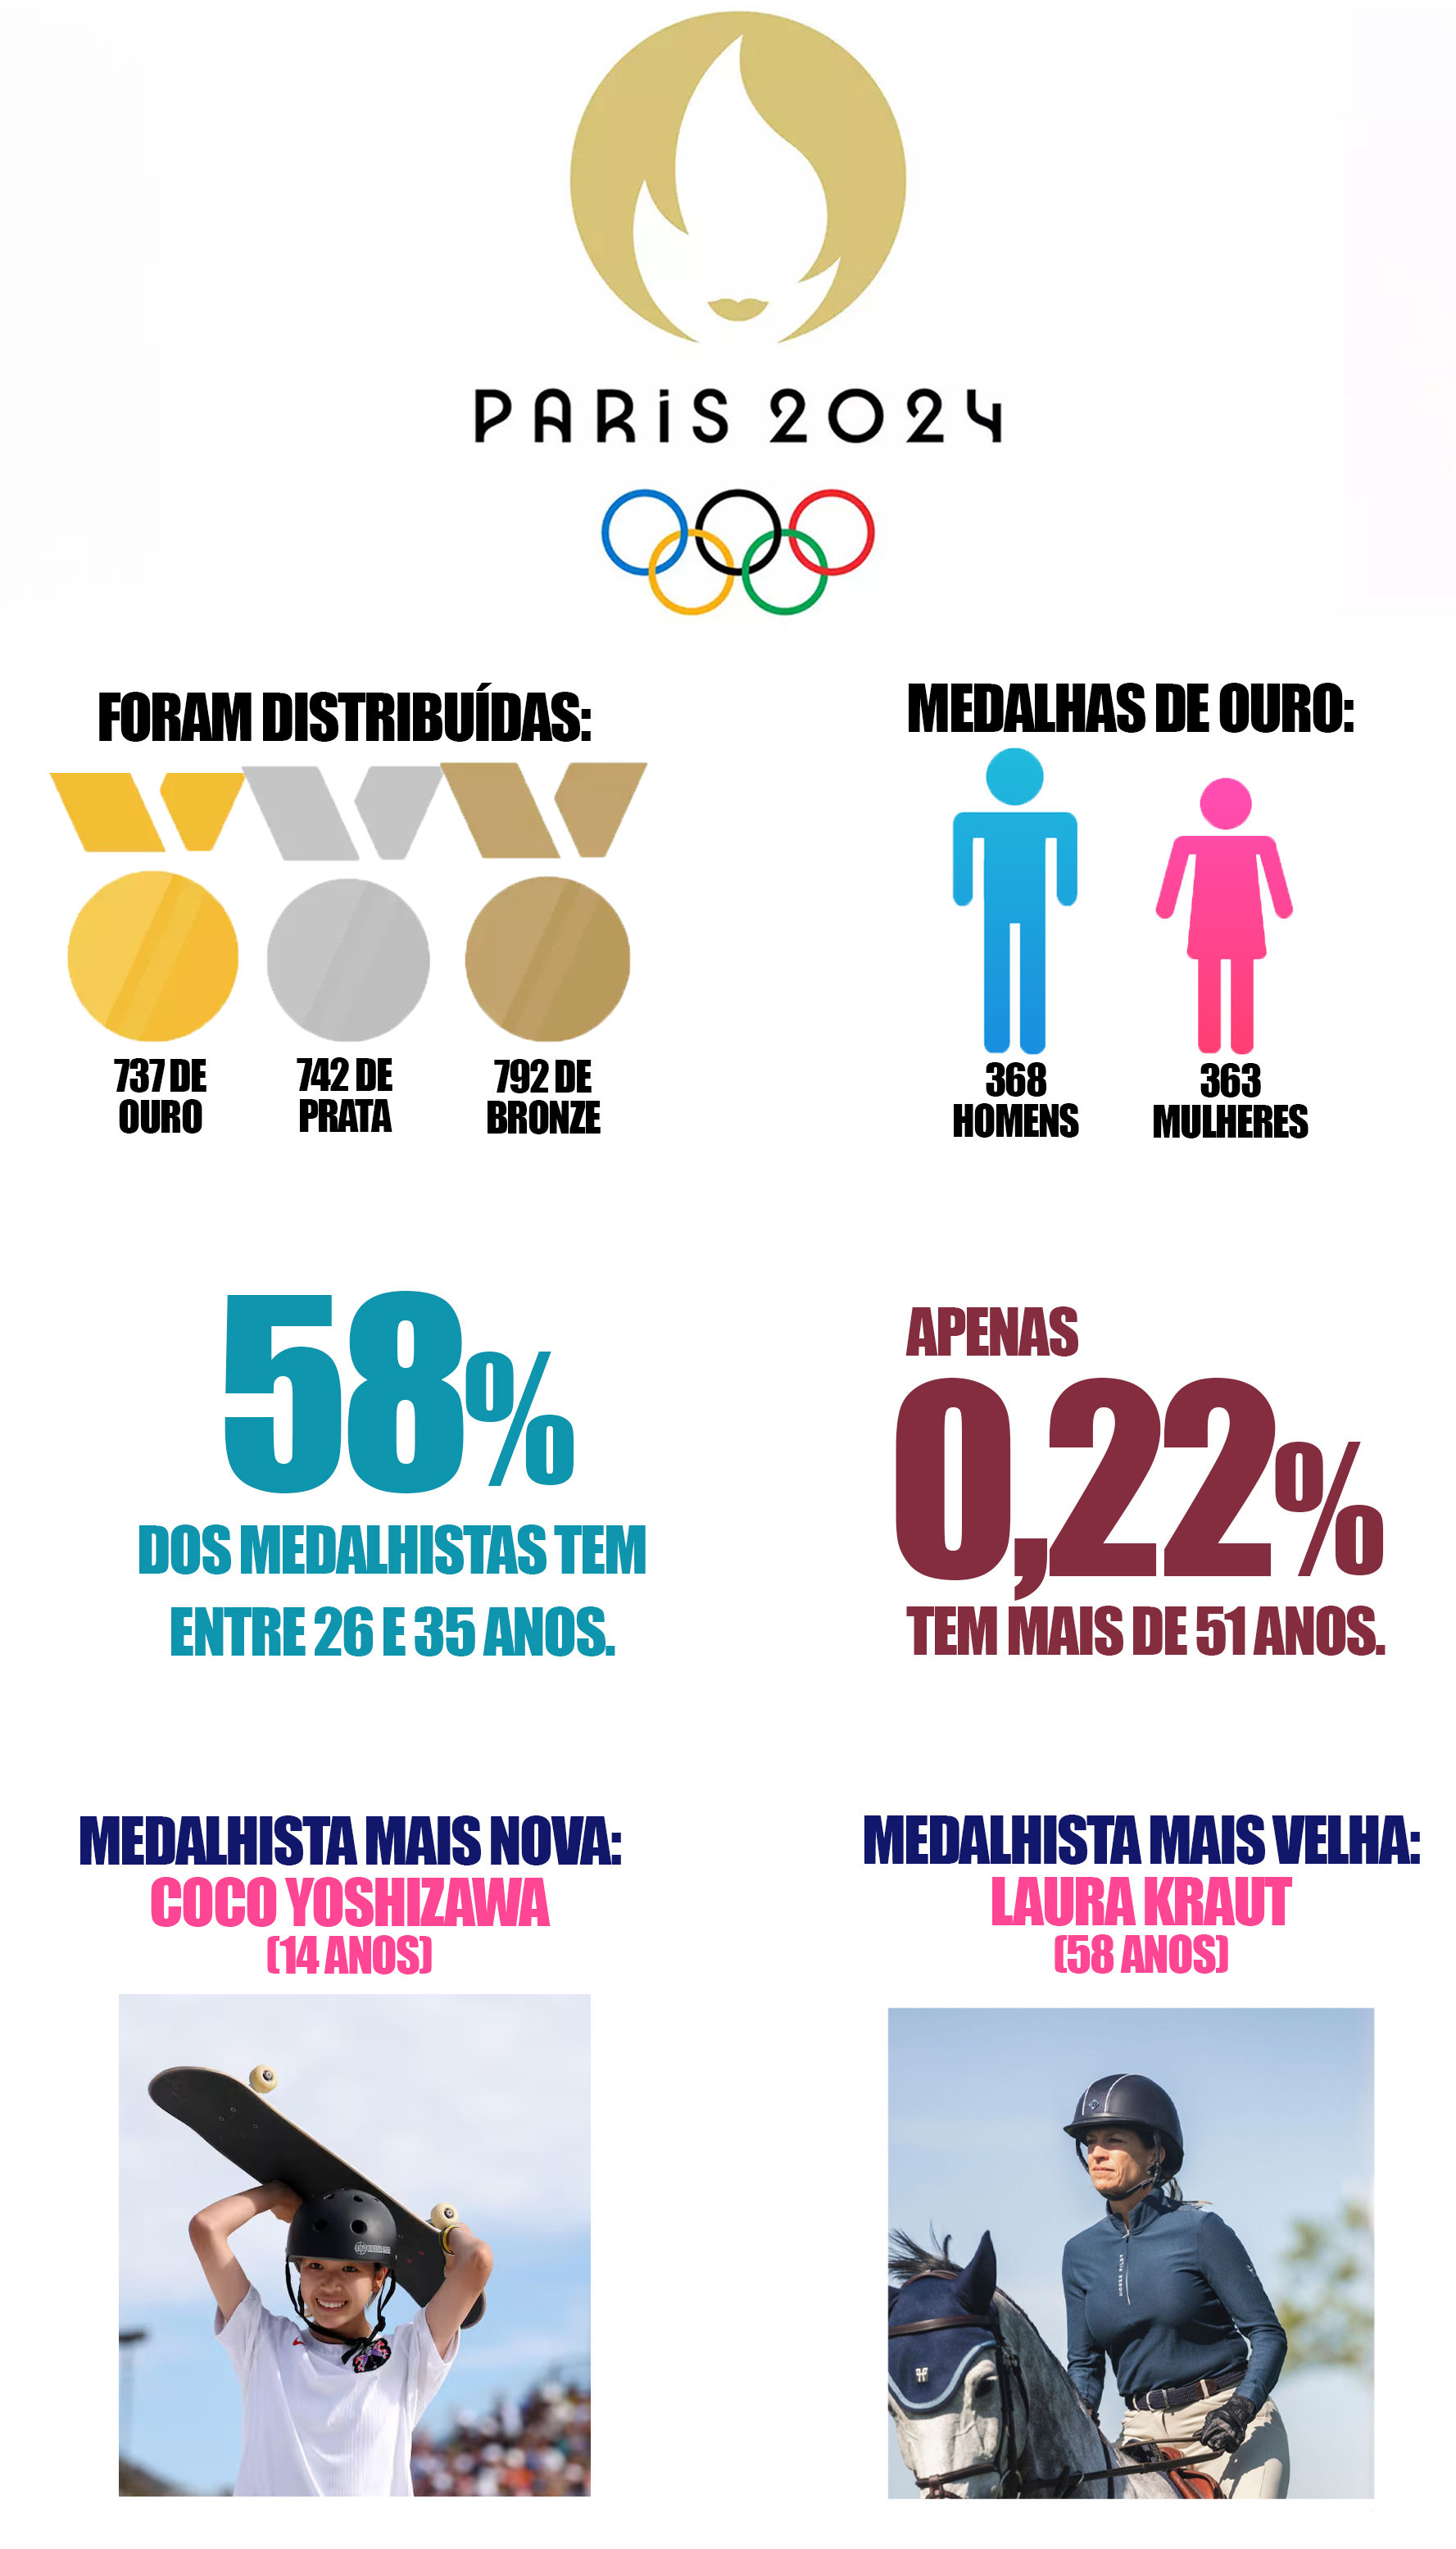 PARIS 2024
FORAM DISTRIBUÍDAS:
737 DE
OURO
742 DE
PRATA
792 DE
BRONZE
MEDALHAS DE OURO:
368
HOMENS
363
MULHERES
58%
DOS MEDALHISTAS TEM
ENTRE 26 E 35 ANOS.
APENAS
0,22%
TEM MAIS DE 51 ANOS.
MEDALHISTA MAIS NOVA:
COCO YOSHIZAWA
(14 ANOS)
MEDALHISTA MAIS VELHA:
LAURA KRAUT
(58 ANOS)
HORSE PILOT